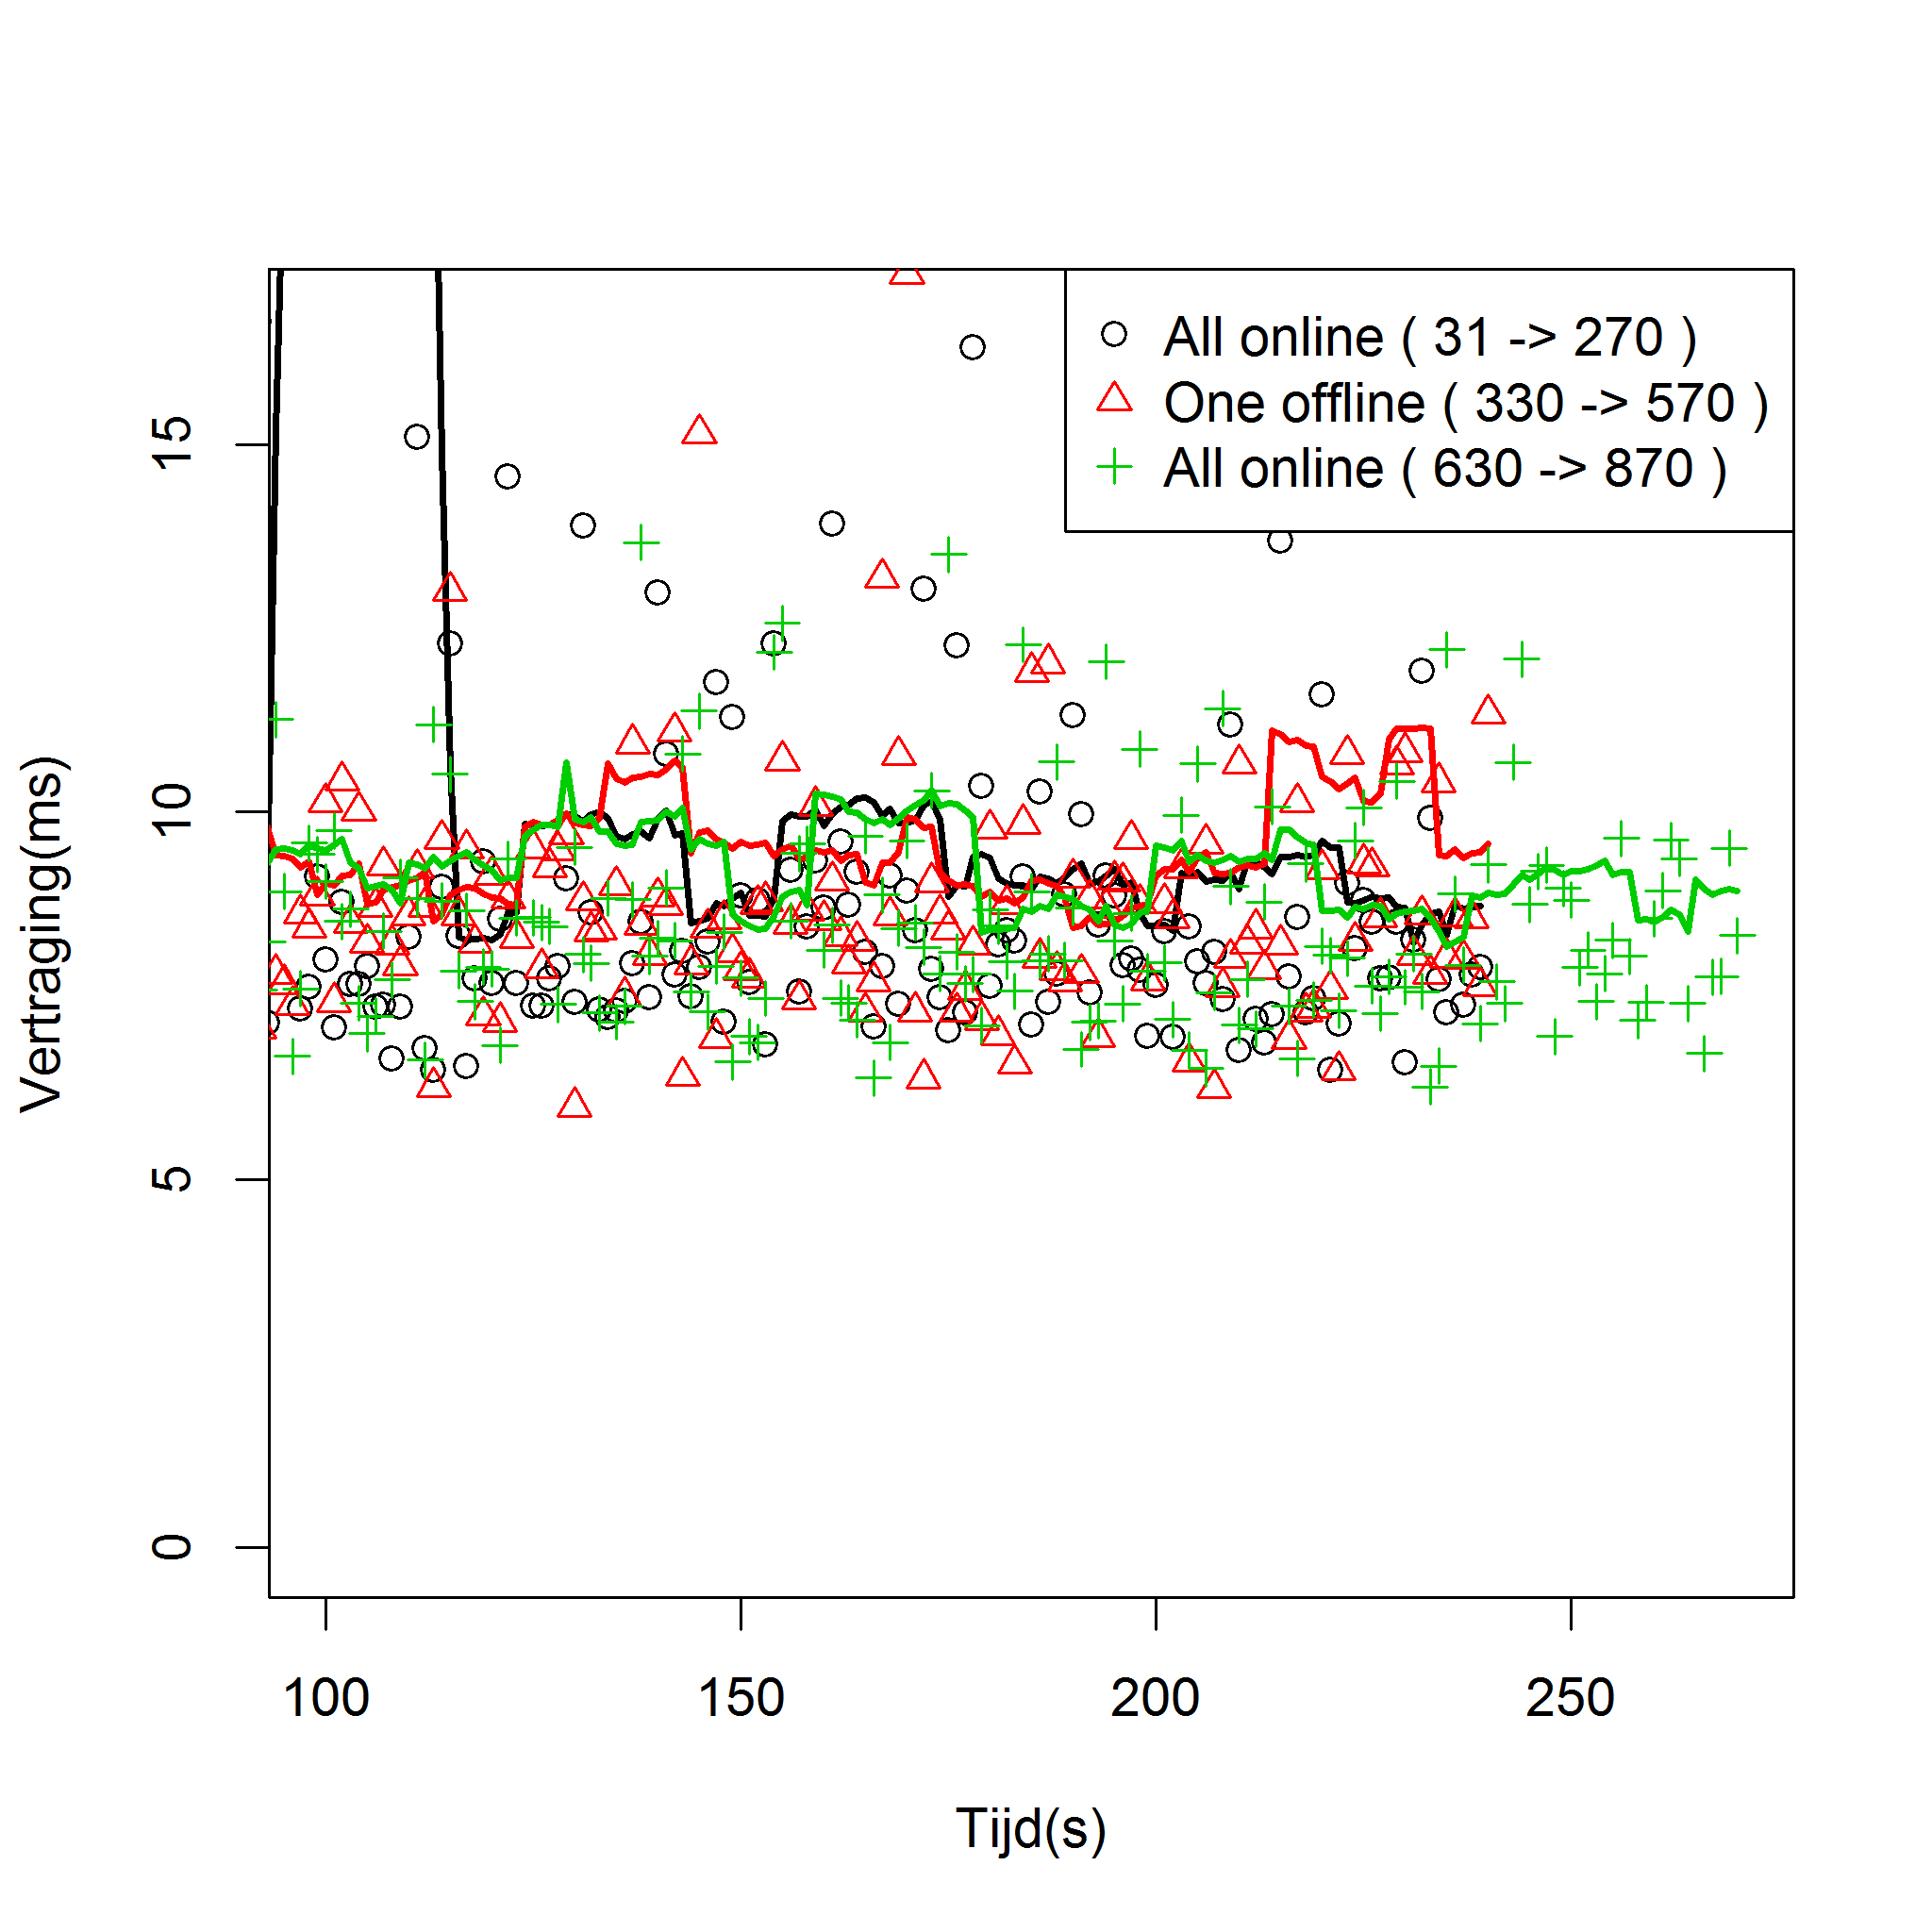 All online ( 31 -> 270 )
One offline ( 330 -> 570 )
All online ( 630 -> 870 )
Vertraging(ms)
15
10
5
0
100
150
200
250
Tijd(s)